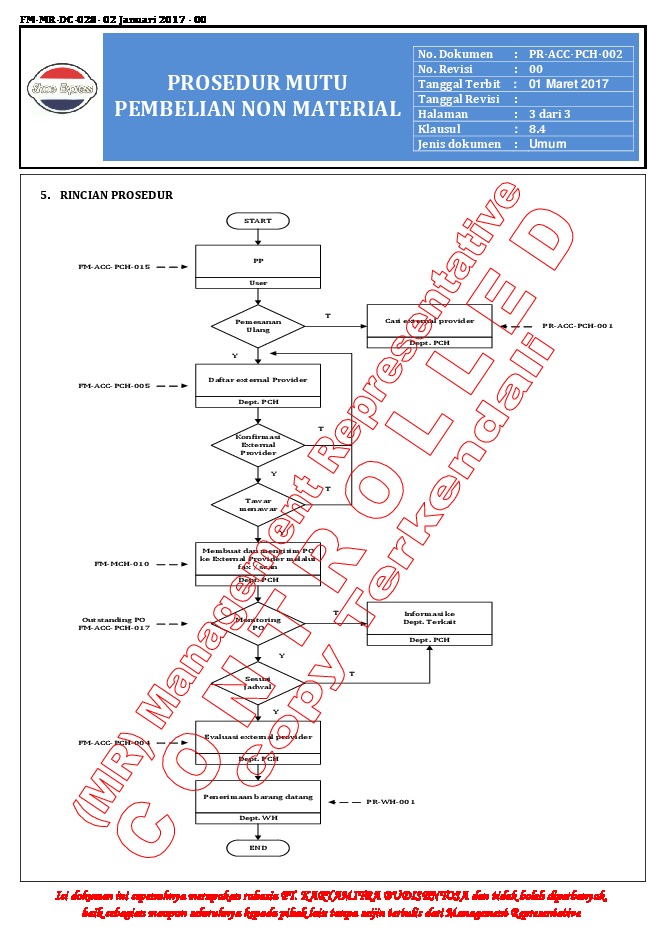 FM-MR-DC-028- 02 Januari 2017 - 00
Shoe Express
PROSEDUR MUTU
PEMBELIAN NON MATERIAL
No. Dokumen : PR-ACC-PCH-002
No. Revisi : 00
Tanggal Terbit : 01 Maret 2017
Tanggal Revisi :
Halaman : 3 dari 3
Klausul : 8.4
Jenis dokumen : Umum
5. RINCIAN PROSEDUR
START
FM-ACC-PCH-015
PP
User
Pemesanan
Ulang
T
Cari external provider
Dept. PCH
PR-ACC-PCH-001
Y
FM-ACC-PCH-005
Daftar external Provider
Dept. PCH
Konfirmasi
External
Provider
T
Y
Tawar
menawar
T
FM-MCH-010
Membuat dan mengirim PO
ke External Provider melalui
fax / scan
Dept. PCH
Outstanding PO
FM-ACC-PCH-017
Monitoring
PO
T
Informasi ke
Dept. Terkait
Dept. PCH
Y
Sesuai
Jadwal
T
Y
FM-ACC-PCH-004
Evaluasi external provider
Dept. PCH
Penerimaan barang datang
Dept. WH
PR-WH-001
END
(MR) Management Representative
CONTROLLED
Copy Terkendali
Isi dokumen ini sepenuhnya merupakan rahasia PT. KARYAMITRA BUDISENTOSA dan tidak boleh diperbanyak,
baik sebagian maupun seluruhnya kepada pihak lain tanpa seijin tertulis dari Management Representative